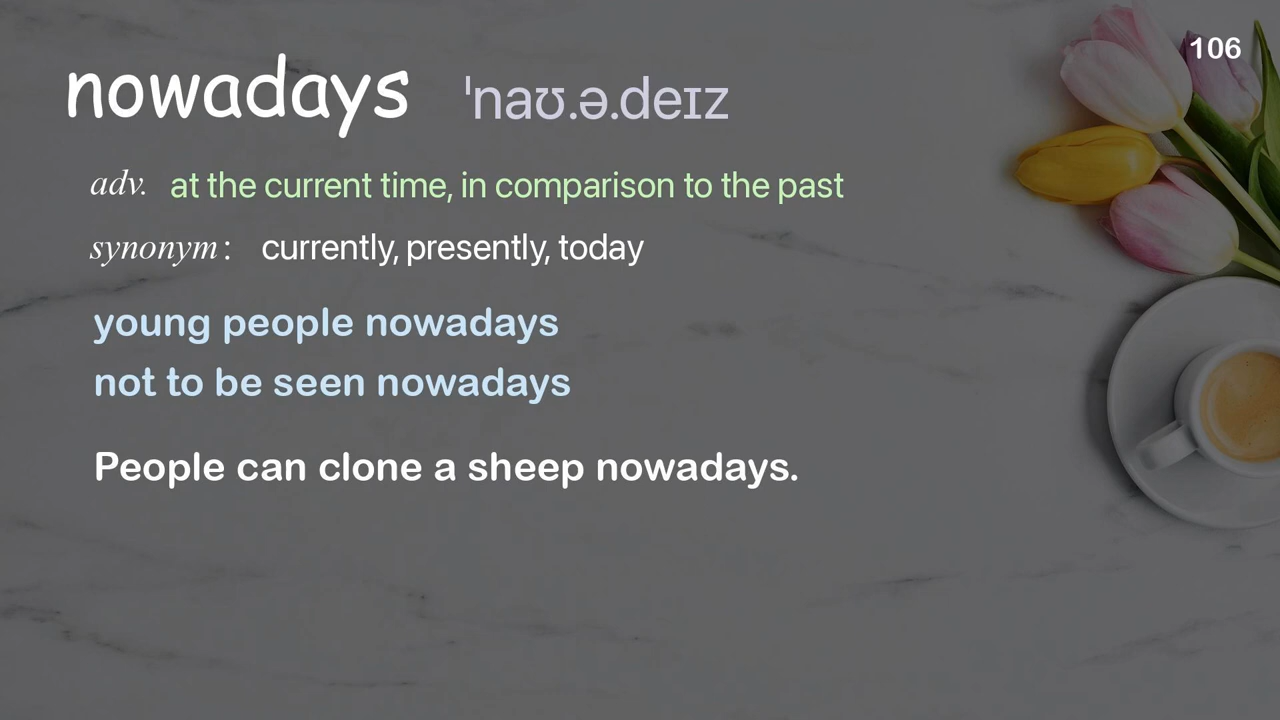 106
nowadays ˈnaʊ.ə.deɪz
adv. at the current time, in comparison to the past
synonym: currently, presently, today
young people nowadays
not to be seen nowadays
People can clone a sheep nowadays.